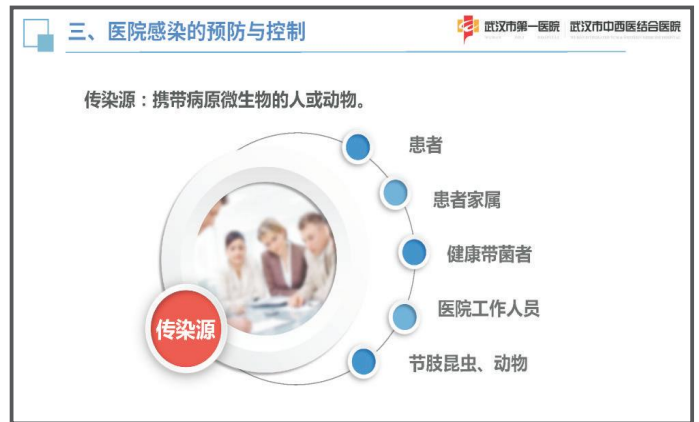 三、医院感染的预防与控制
武汉市第一医院 武汉市中西医结合医院
传染源：携带病原微生物的人或动物。
患者
患者家属
健康带菌者
医院工作人员
传染源
节肢昆虫、动物